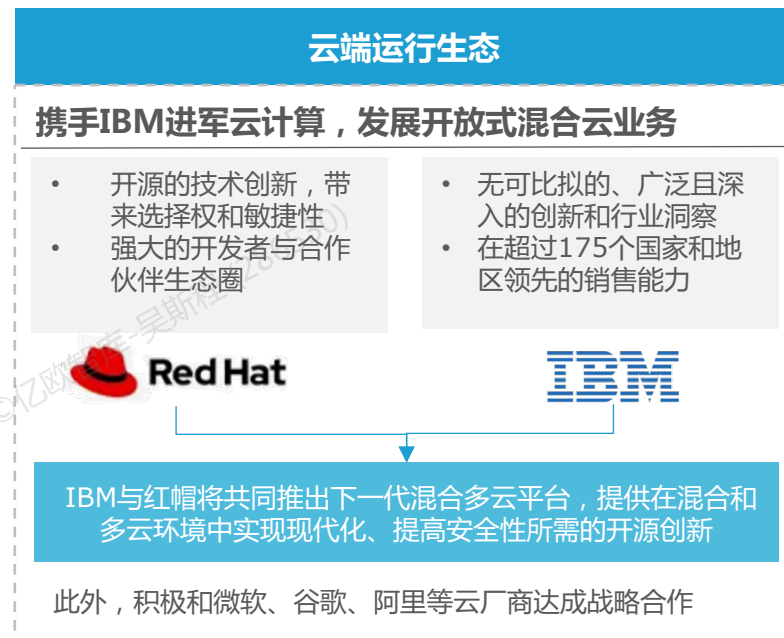 云端运行生态
携手IBM进军云计算，发展开放式混合云业务
• 开源的技术创新，带
来选择权和敏捷性
• 强大的开发者与合作
伙伴生态圈
• 无可比拟的、广泛且深
入的创新和行业洞察
• 在超过175个国家和地
区领先的销售能力
Red Hat
IBM
IBM与红帽将共同推出下一代混合多云平台，提供在混合和
多云环境中实现现代化、提高安全性所需的开源创新
此外，积极和微软、谷歌、阿里等云厂商达成战略合作